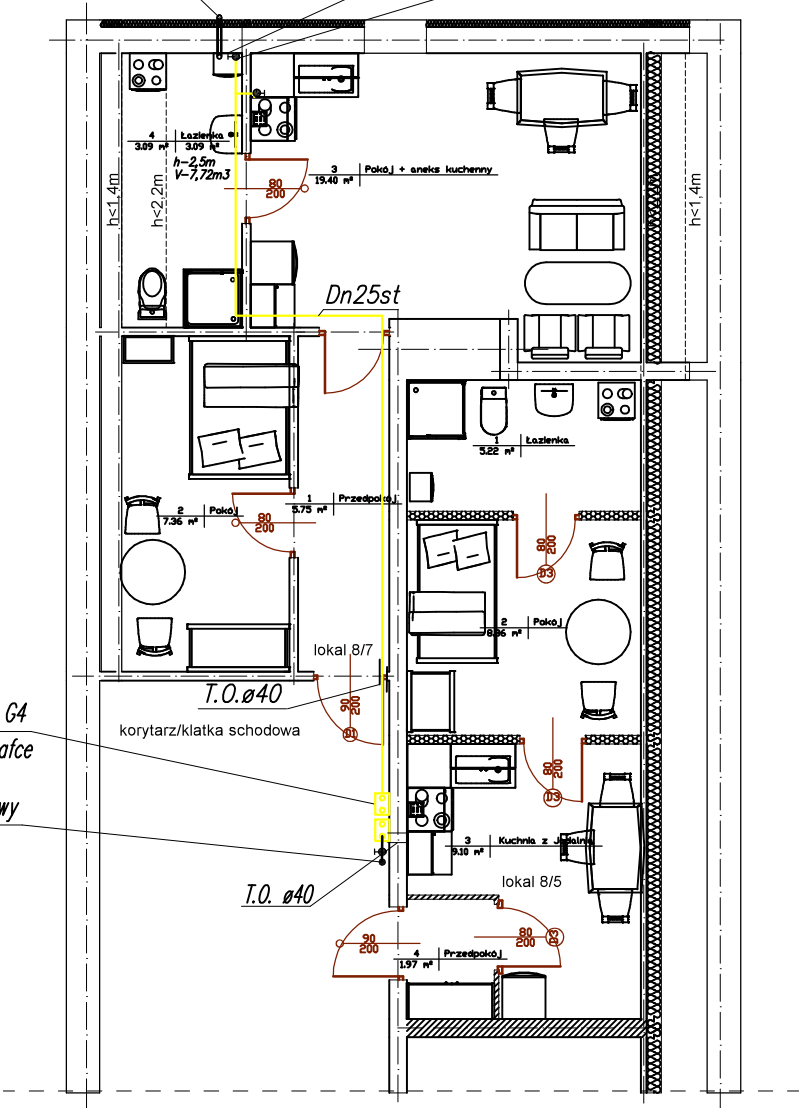 4 Łazienka
3.09 m² 3.09 m²
h-2,5m
V-7,72m3
h<1,4m
h<2,2m
80
200
3 Pokój + aneks kuchenny
19.40 m²
h<1,4m
Dn25st
1 Łazienka
5.22 m²
2 Pokój
7.36 m²
80
200
1 Przedpokój
5.75 m²
80
200
D3
2 Pokój
8.86 m²
lokal 8/7
T.O.ø40
90
200
D1
korytarz/klatka schodowa
G4
afce
wy
80
200
D3
3 Kuchnia z Jadalnią
9.10 m²
lokal 8/5
T.O. ø40
90
200
80
200
D3
4 Przedpokój
1.97 m²